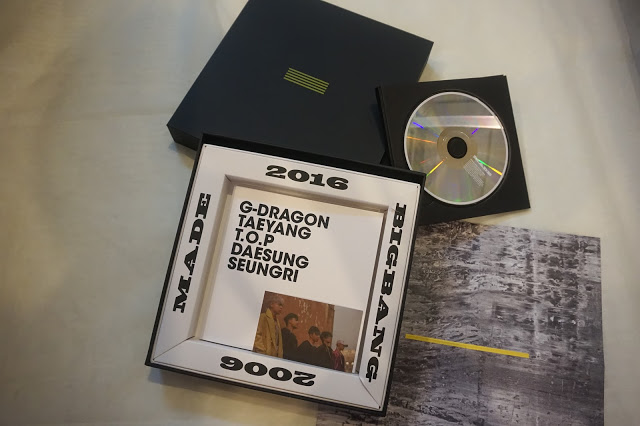 2016
MADE
BIGBANG
G-DRAGON
TAEYANG
T.O.P
DAESUNG
SEUNGRI
2006